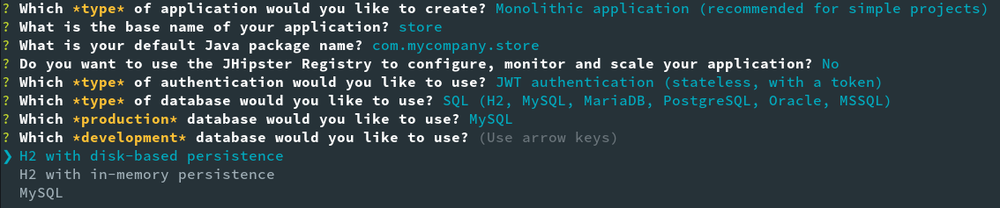 ? Which *type* of application would you like to create? Monolithic application (recommended for simple projects)
? What is the base name of your application? store
? What is your default Java package name? com.mycompany.store
? Do you want to use the JHipster Registry to configure, monitor and scale your application? No
? Which *type* of authentication would you like to use? JWT authentication (stateless, with a token)
? Which *type* of database would you like to use? SQL (H2, MySQL, MariaDB, PostgreSQL, Oracle, MSSQL)
? Which *production* database would you like to use? MySQL
? Which *development* database would you like to use? (Use arrow keys)
❯ H2 with disk-based persistence
H2 with in-memory persistence
MySQL